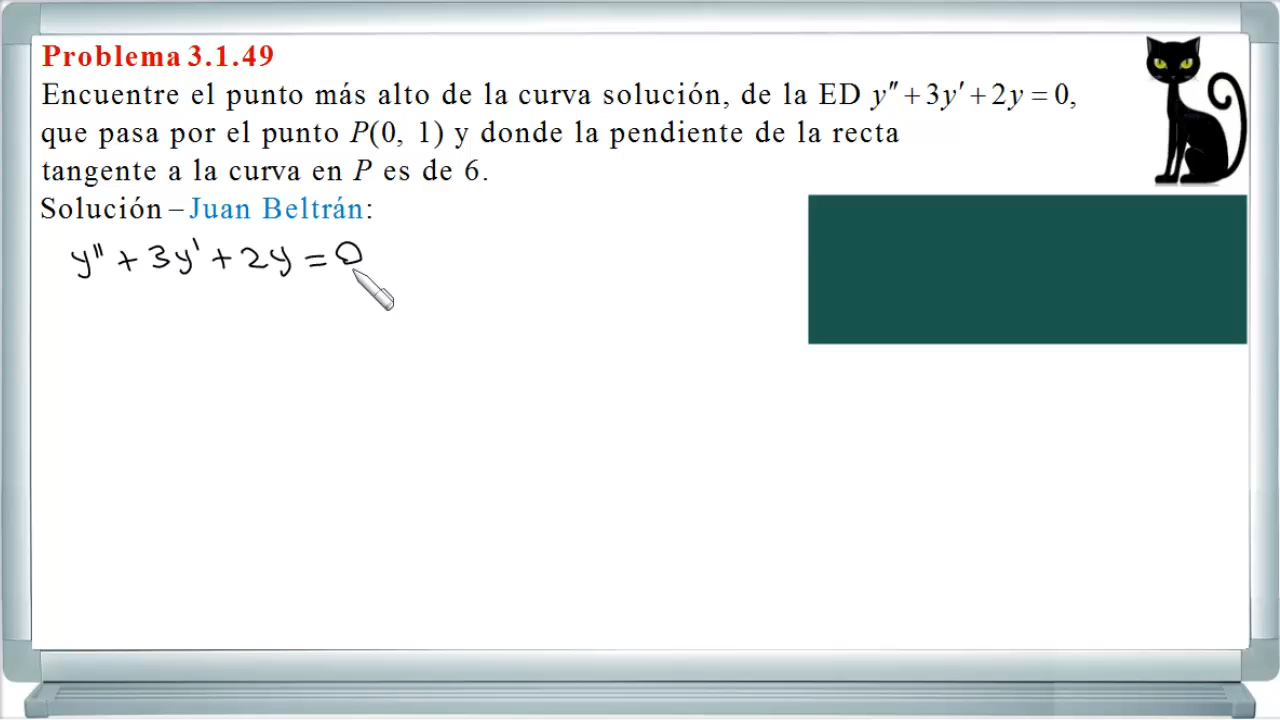 Problema 3.1.49
Encuentre el punto más alto de la curva solución, de la ED y″ + 3y′ + 2y = 0,
que pasa por el punto P(0, 1) y donde la pendiente de la recta
tangente a la curva en P es de 6.
Solución – Juan Beltrán:
y″ + 3y′ + 2y = 0